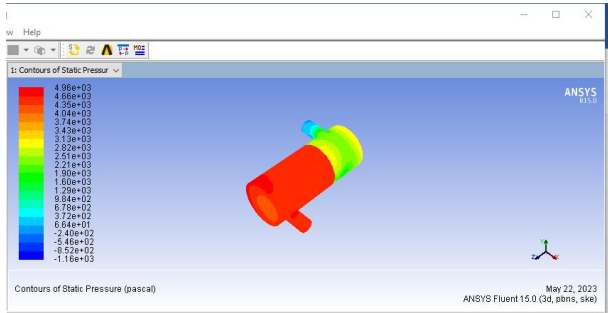 ew Help
1: Contours of Static Pressur
4.96e+03
4.66e+03
4.35e+03
4.04e+03
3.74e+03
3.43e+03
3.13e+03
2.82e+03
2.51e+03
2.21e+03
1.90e+03
1.60e+03
1.29e+03
9.84e+02
6.78e+02
3.72e+02
6.64e+01
-2.40e+02
-5.46e+02
-8.52e+02
-1.16e+03
ANSYS
R15.0
Contours of Static Pressure (pascal)
May 22, 2023
ANSYS Fluent 15.0 (3d, pbns, ske)